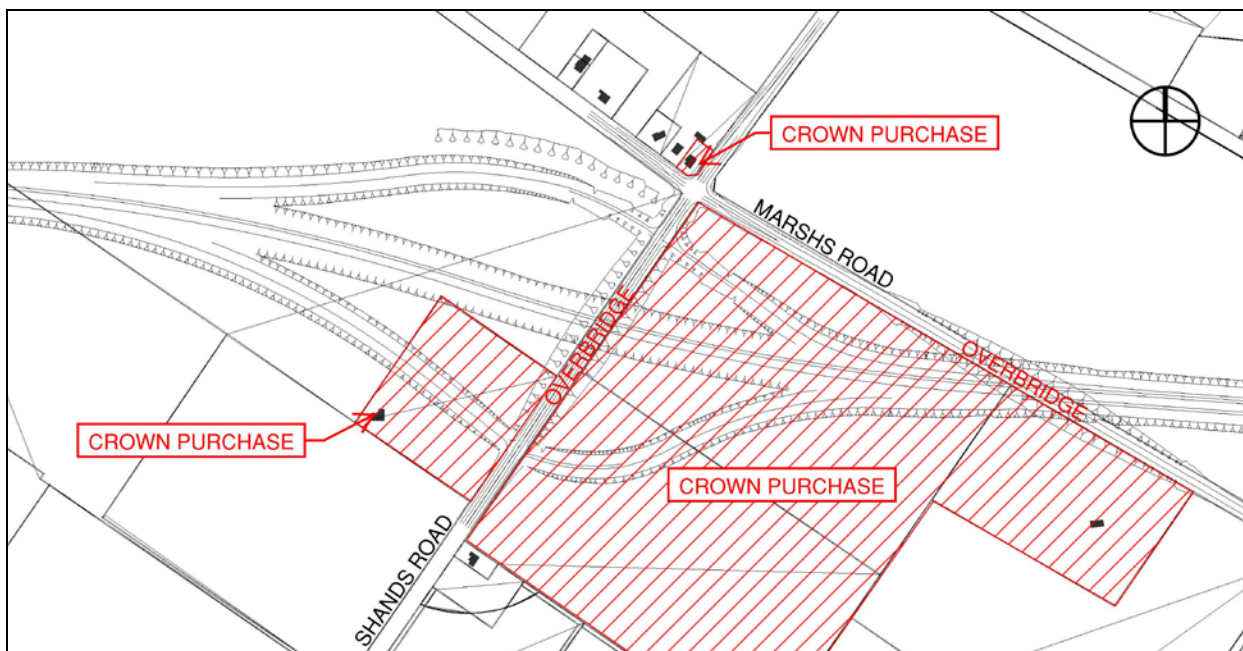 CROWN PURCHASE
MARSHS ROAD
OVERBRIDGE
OVERBRIDGE
CROWN PURCHASE
CROWN PURCHASE
SHANDS ROAD